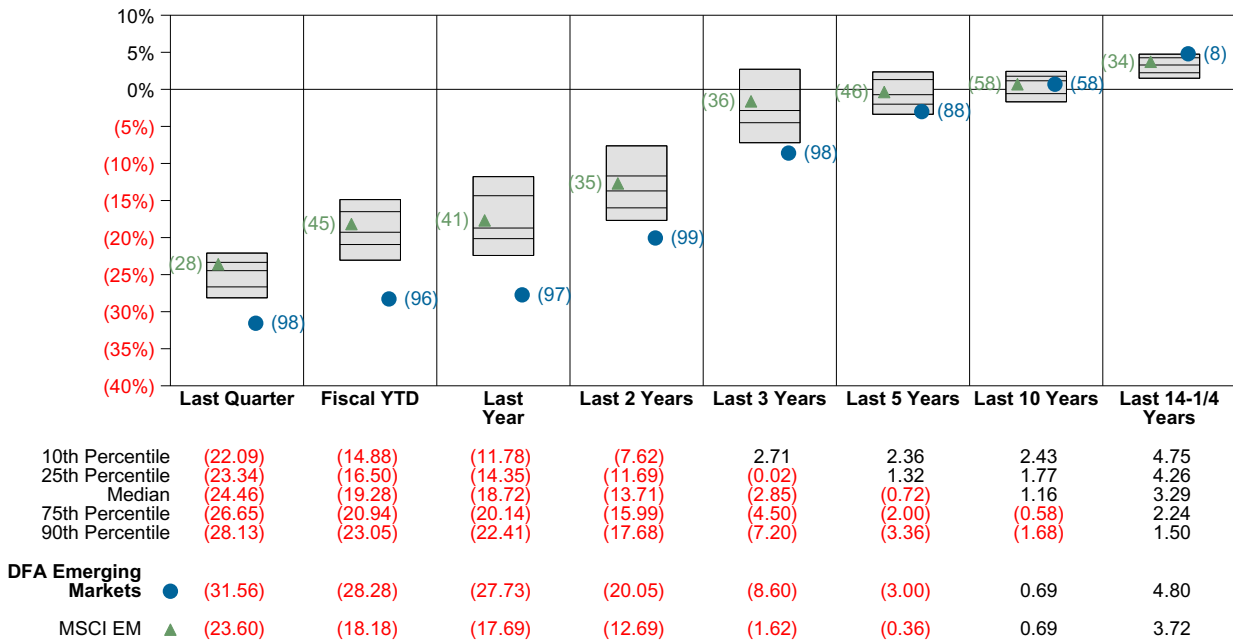 10%
5%
0%
(5%)
(10%)
(15%)
(20%)
(25%)
(30%)
(35%)
(40%)
(28) (98)
(45) (96)
(41) (97)
(35) (99)
(36) (98)
(46) (88)
(58) (58)
(34) (8)
Last Quarter Fiscal YTD Last Year Last 2 Years Last 3 Years Last 5 Years Last 10 Years Last 14-1/4 Years
10th Percentile (22.09) (14.88) (11.78) (7.62) 2.71 2.36 2.43 4.75
25th Percentile (23.34) (16.50) (14.35) (11.69) (0.02) 1.32 1.77 4.26
Median (24.46) (19.28) (18.72) (13.71) (2.85) (0.72) 1.16 3.29
75th Percentile (26.65) (20.94) (20.14) (15.99) (4.50) (2.00) (0.58) 2.24
90th Percentile (28.13) (23.05) (22.41) (17.68) (7.20) (3.36) (1.68) 1.50
DFA Emerging
Markets (31.56) (28.28) (27.73) (20.05) (8.60) (3.00) 0.69 4.80
MSCI EM (23.60) (18.18) (17.69) (12.69) (1.62) (0.36) 0.69 3.72